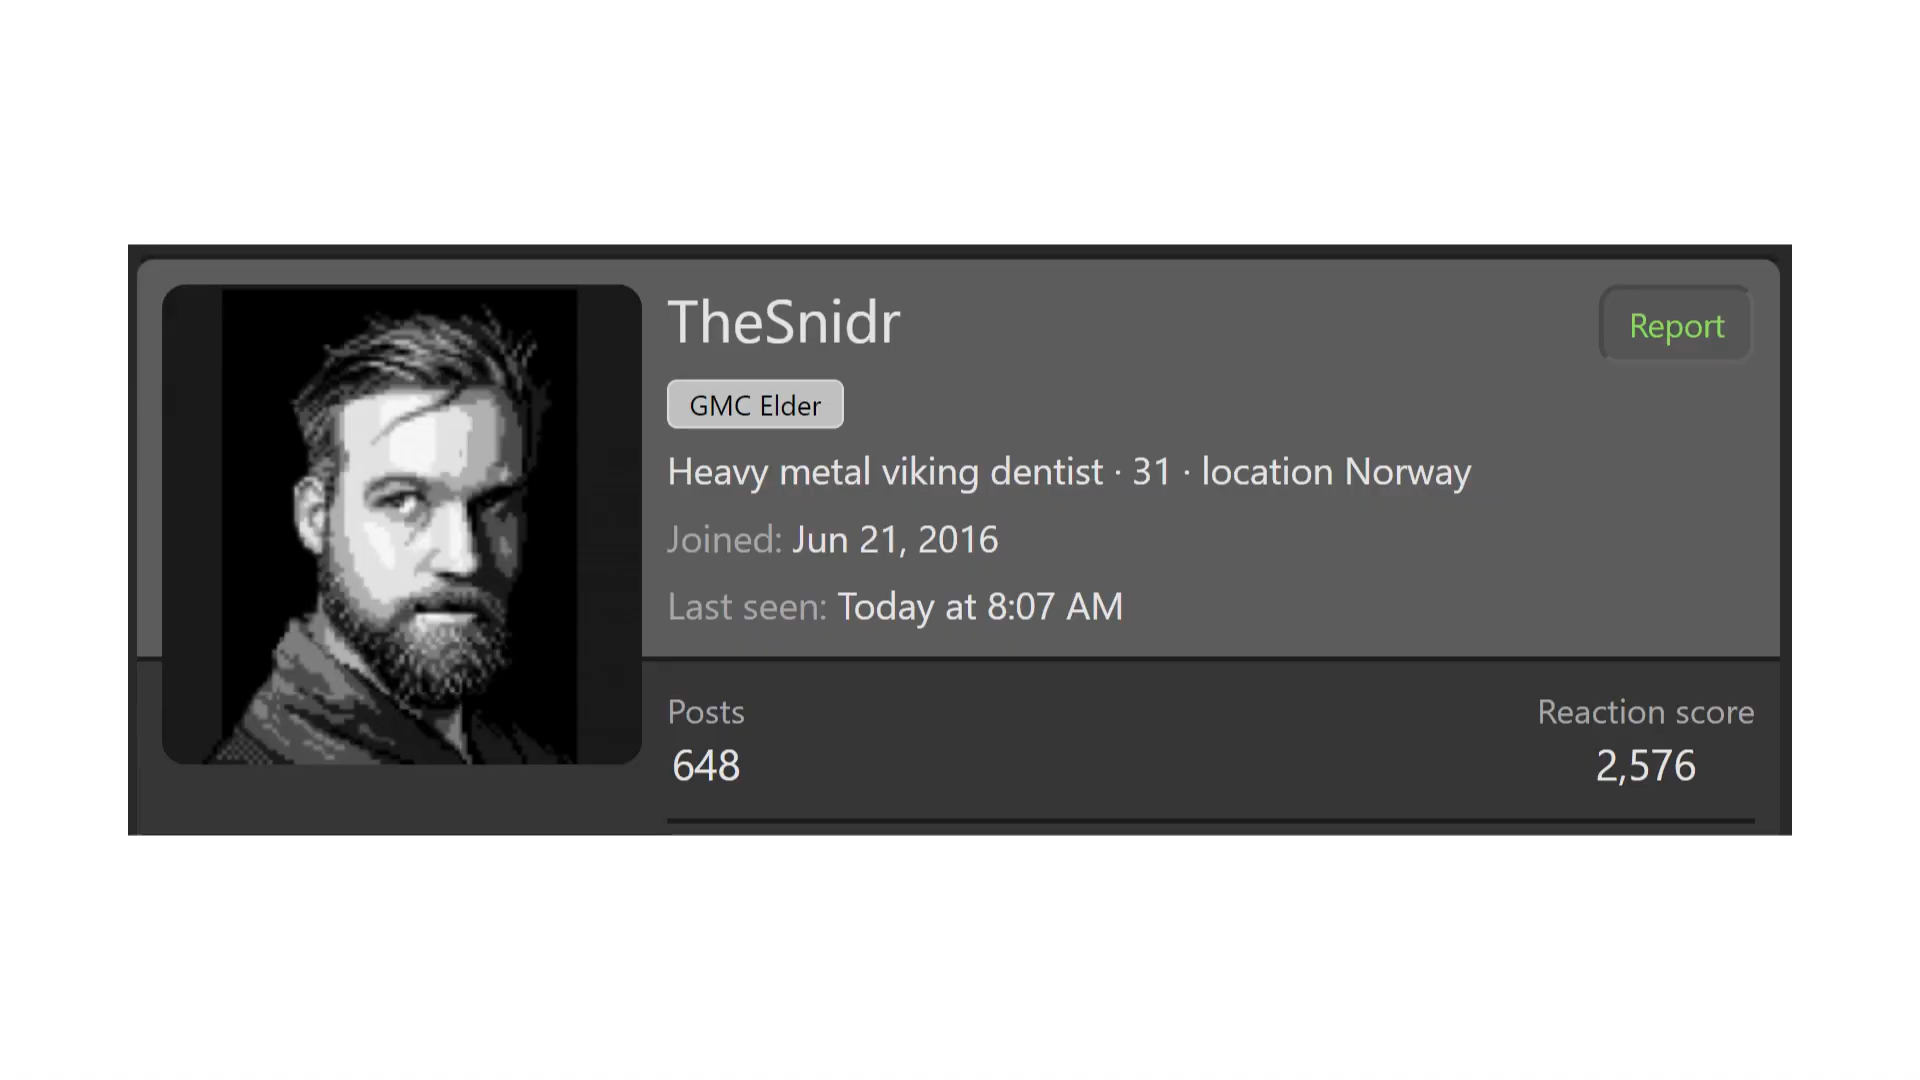 TheSnidr
Report
GMC Elder
Heavy metal viking dentist · 31 · location Norway
Joined: Jun 21, 2016
Last seen: Today at 8:07 AM
Posts
Reaction score
648
2,576